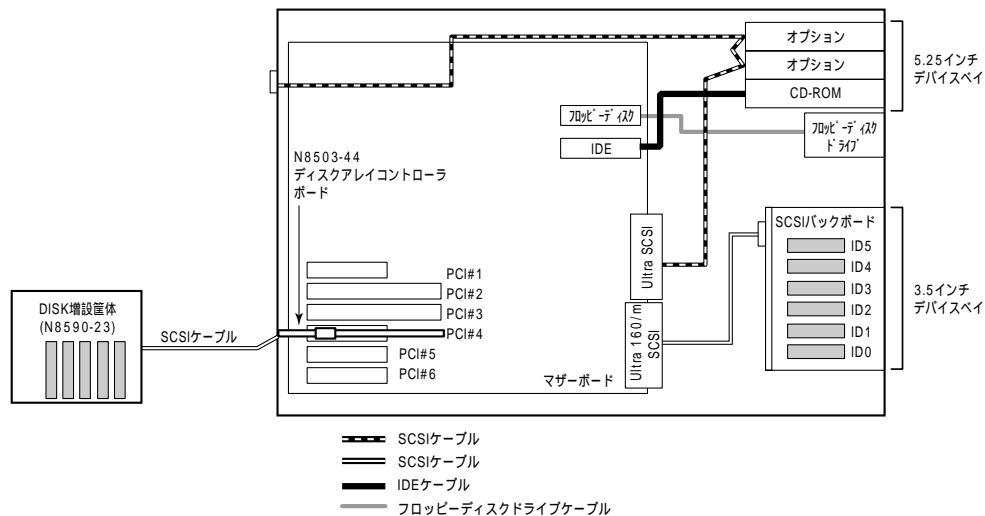 オプション
オプション
CD-ROM
5.25インチ
デバイスベイ
フロッピーディスク
IDE
フロッピーディスク
ドライブ
N8503-44
ディスクアレイコントローラ
ボード
Ultra SCSI
SCSIバックボード
ID5
ID4
ID3
ID2
ID1
ID0
3.5インチ
デバイスベイ
PCI#1
PCI#2
PCI#3
PCI#4
PCI#5
PCI#6
DISK増設筐体
(N8590-23)
SCSIケーブル
Ultra 160/m
SCSI
マザーボード
SCSIケーブル
SCSIケーブル
IDEケーブル
フロッピーディスクドライブケーブル